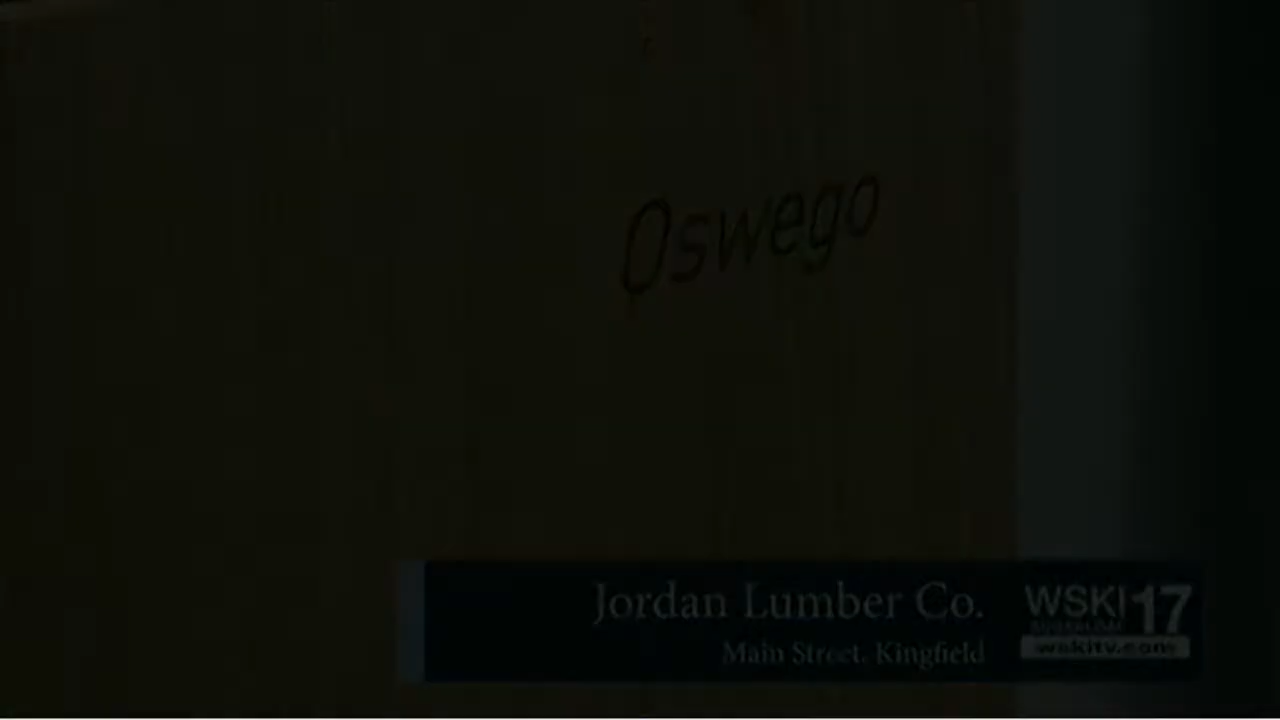 Oswego
Jordan Lumber Co.
Main Street, Kingfield
WSKI 17
wskitv.com